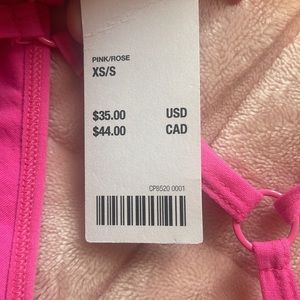 PINK/ROSE
XS/S
$35.00 USD
$44.00 CAD
CP8520 0001